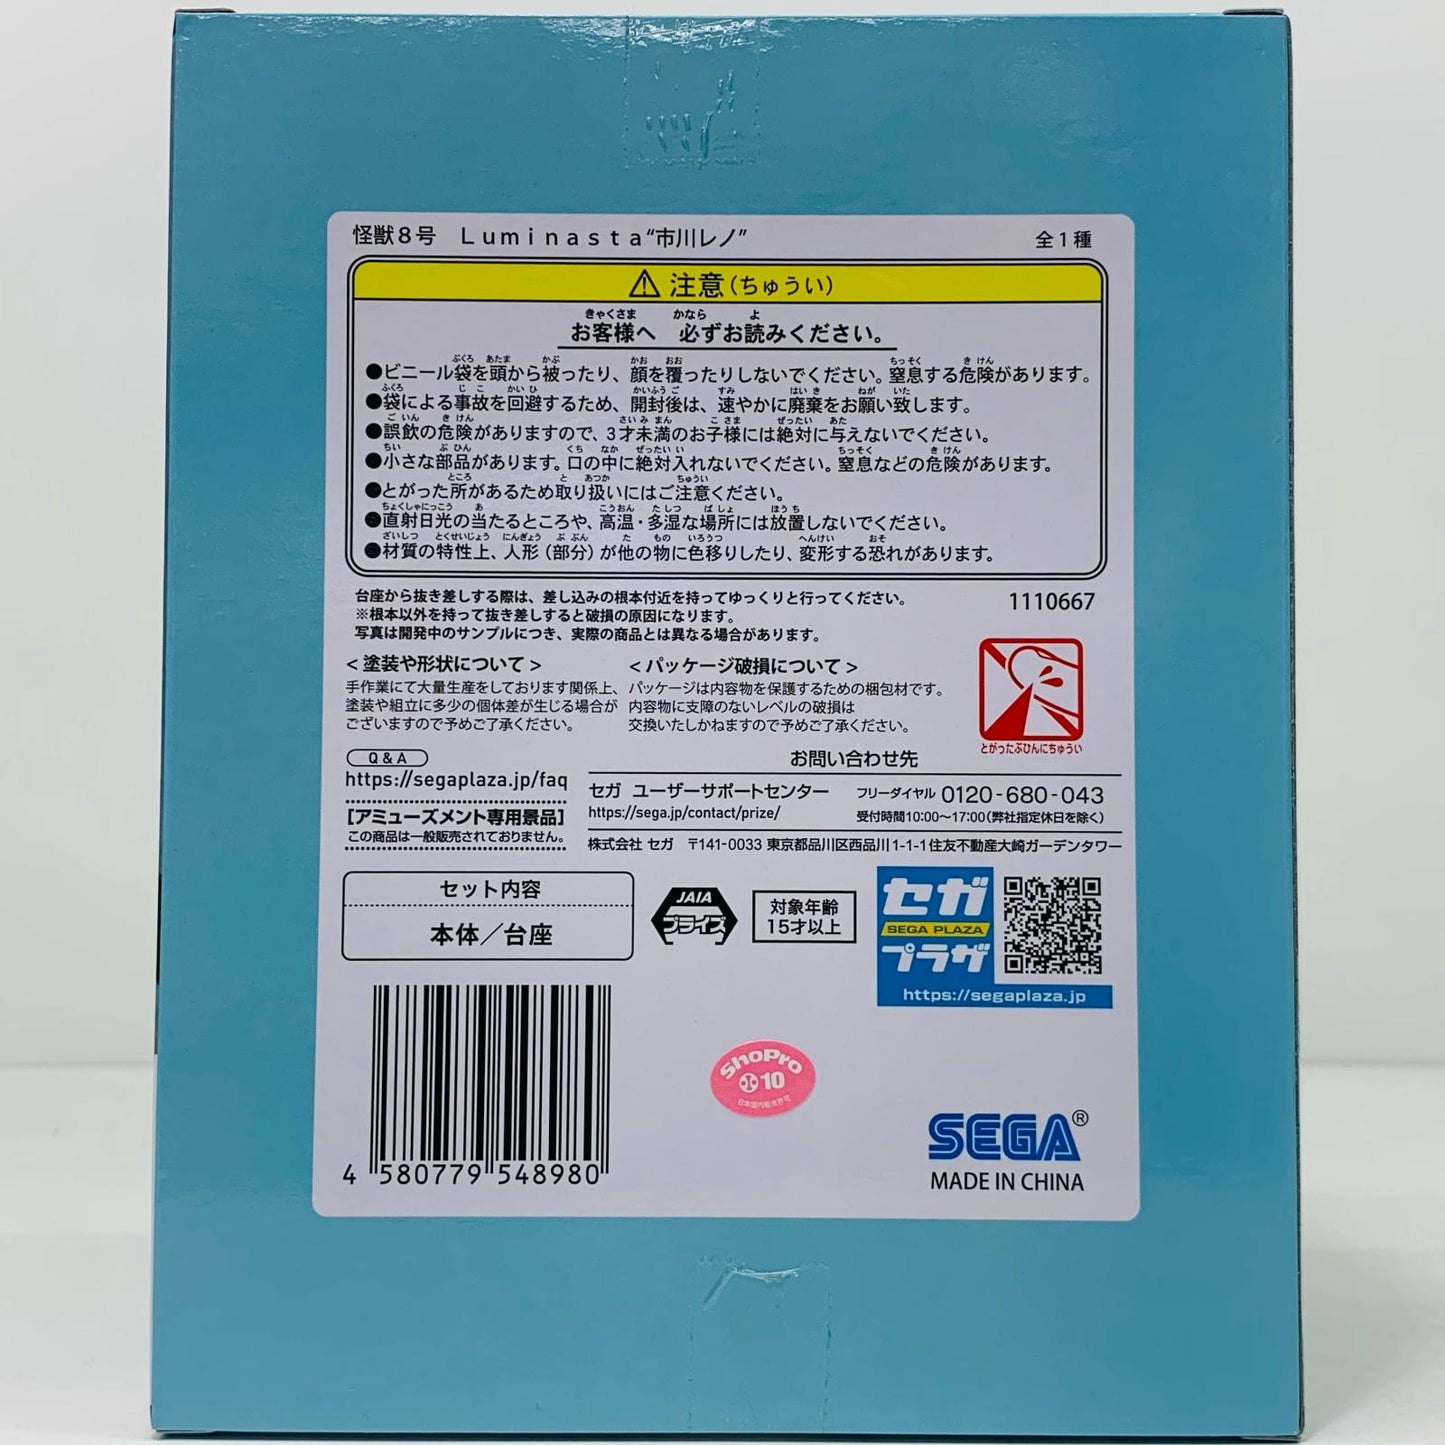 怪獣8号 Luminasta“市川レノ”
全1種
注意(ちゅうい)
お客様へ 必ずお読みください。
●ビニール袋を頭から被ったり、顔を覆ったりしないでください。窒息する危険があります。
●袋による事故を回避するため、開封後は、速やかに廃棄をお願い致します。
●誤飲の危険がありますので、3才未満のお子様には絶対に与えないでください。
●小さな部品があります。口の中に絶対入れないでください。窒息などの危険があります。
●とがった所があるため取り扱いにはご注意ください。
●直射日光の当たるところや、高温・多湿な場所には放置しないでください。
●材質の特性上、人形(部分)が他の物に色移りしたり、変形する恐れがあります。
台座から抜き差しする際は、差し込みの根本付近を持ってゆっくりと行ってください。
※根本以外を持って抜き差しすると破損の原因になります。
写真は開発中のサンプルにつき、実際の商品とは異なる場合があります。
1110667
<塗装や形状について>
手作業にて大量生産をしております関係上、
塗装や組立に多少の個体差が生じる場合が
ございますので予めご了承ください。
<パッケージ破損について>
パッケージは内容物を保護するための梱包材です。
内容物に支障のないレベルの破損は
交換いたしかねますので予めご了承ください。
とがったぶひんにちゅうい
Q&A
https://segaplaza.jp/faq
[アミューズメント専用景品]
この商品は一般販売されておりません。
お問い合わせ先
セガ ユーザーサポートセンター
https://sega.jp/contact/prize/
フリーダイヤル 0120-680-043
受付時間10:00~17:00(弊社指定休日を除く)
株式会社 セガ 〒141-0033 東京都品川区西品川1-1-1住友不動産大崎ガーデンタワー
セット内容
本体/台座
JAIA
プライズ
対象年齢
15才以上
セガ
SEGA PLAZA
プラザ
https://segaplaza.jp
4 580779 548980
ShoPro
10
日本国内販売許可
SEGA®
MADE IN CHINA